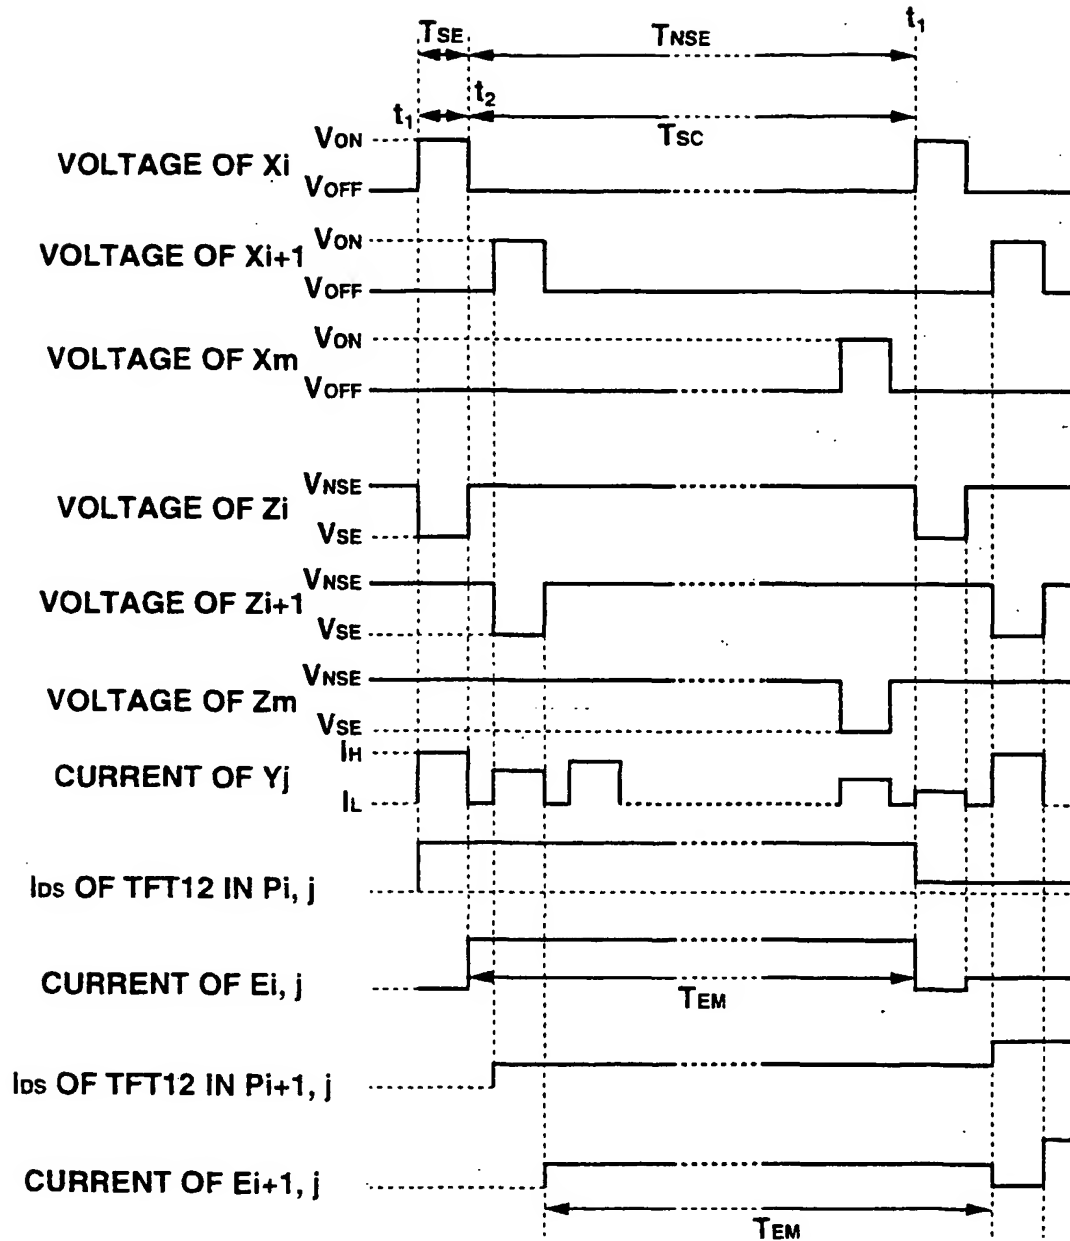 TSE TNSE t1
t1 t2 TSC
VOLTAGE OF Xi VON VOFF
VOLTAGE OF Xi+1 VON VOFF
VOLTAGE OF Xm VON VOFF
VOLTAGE OF Zi VNSE VSE
VOLTAGE OF Zi+1 VNSE VSE
VOLTAGE OF Zm VNSE VSE
CURRENT OF Yj IH IL
IDS OF TFT12 IN Pi, j
CURRENT OF Ei, j
TEM
IDS OF TFT12 IN Pi+1, j
CURRENT OF Ei+1, j
TEM